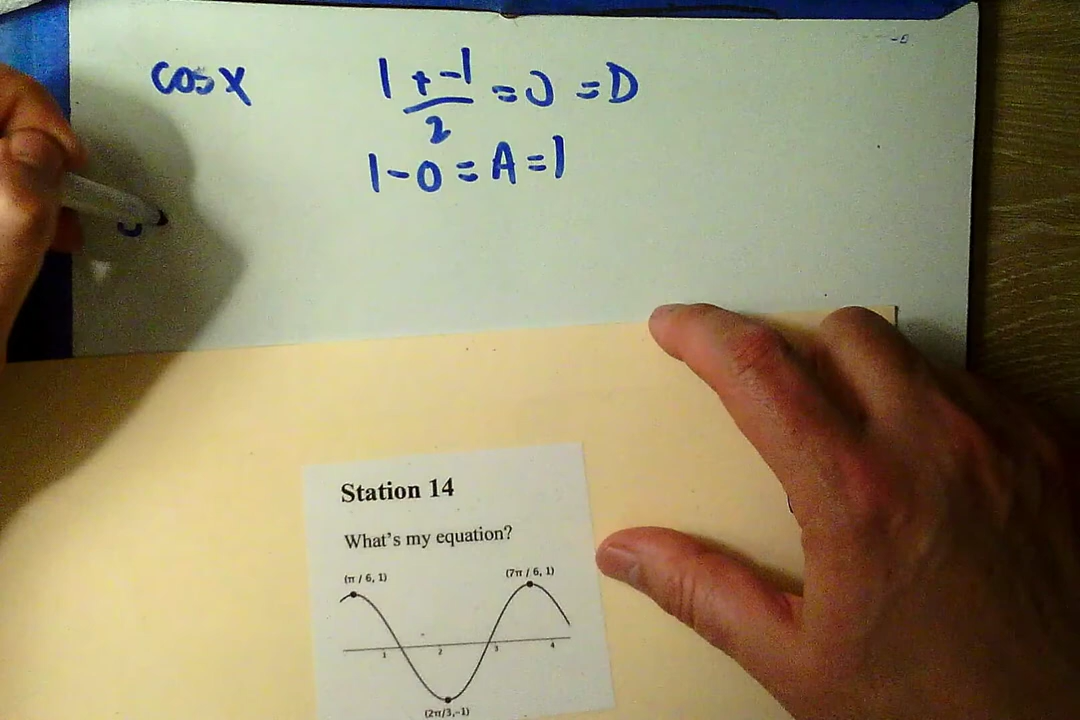 cos x
1 + -1 / 2 = 0 = D
1 - 0 = A = 1
Station 14
What's my equation?
(π / 6, 1)
(7π / 6, 1)
1 2 3 4
(2π/3,-1)